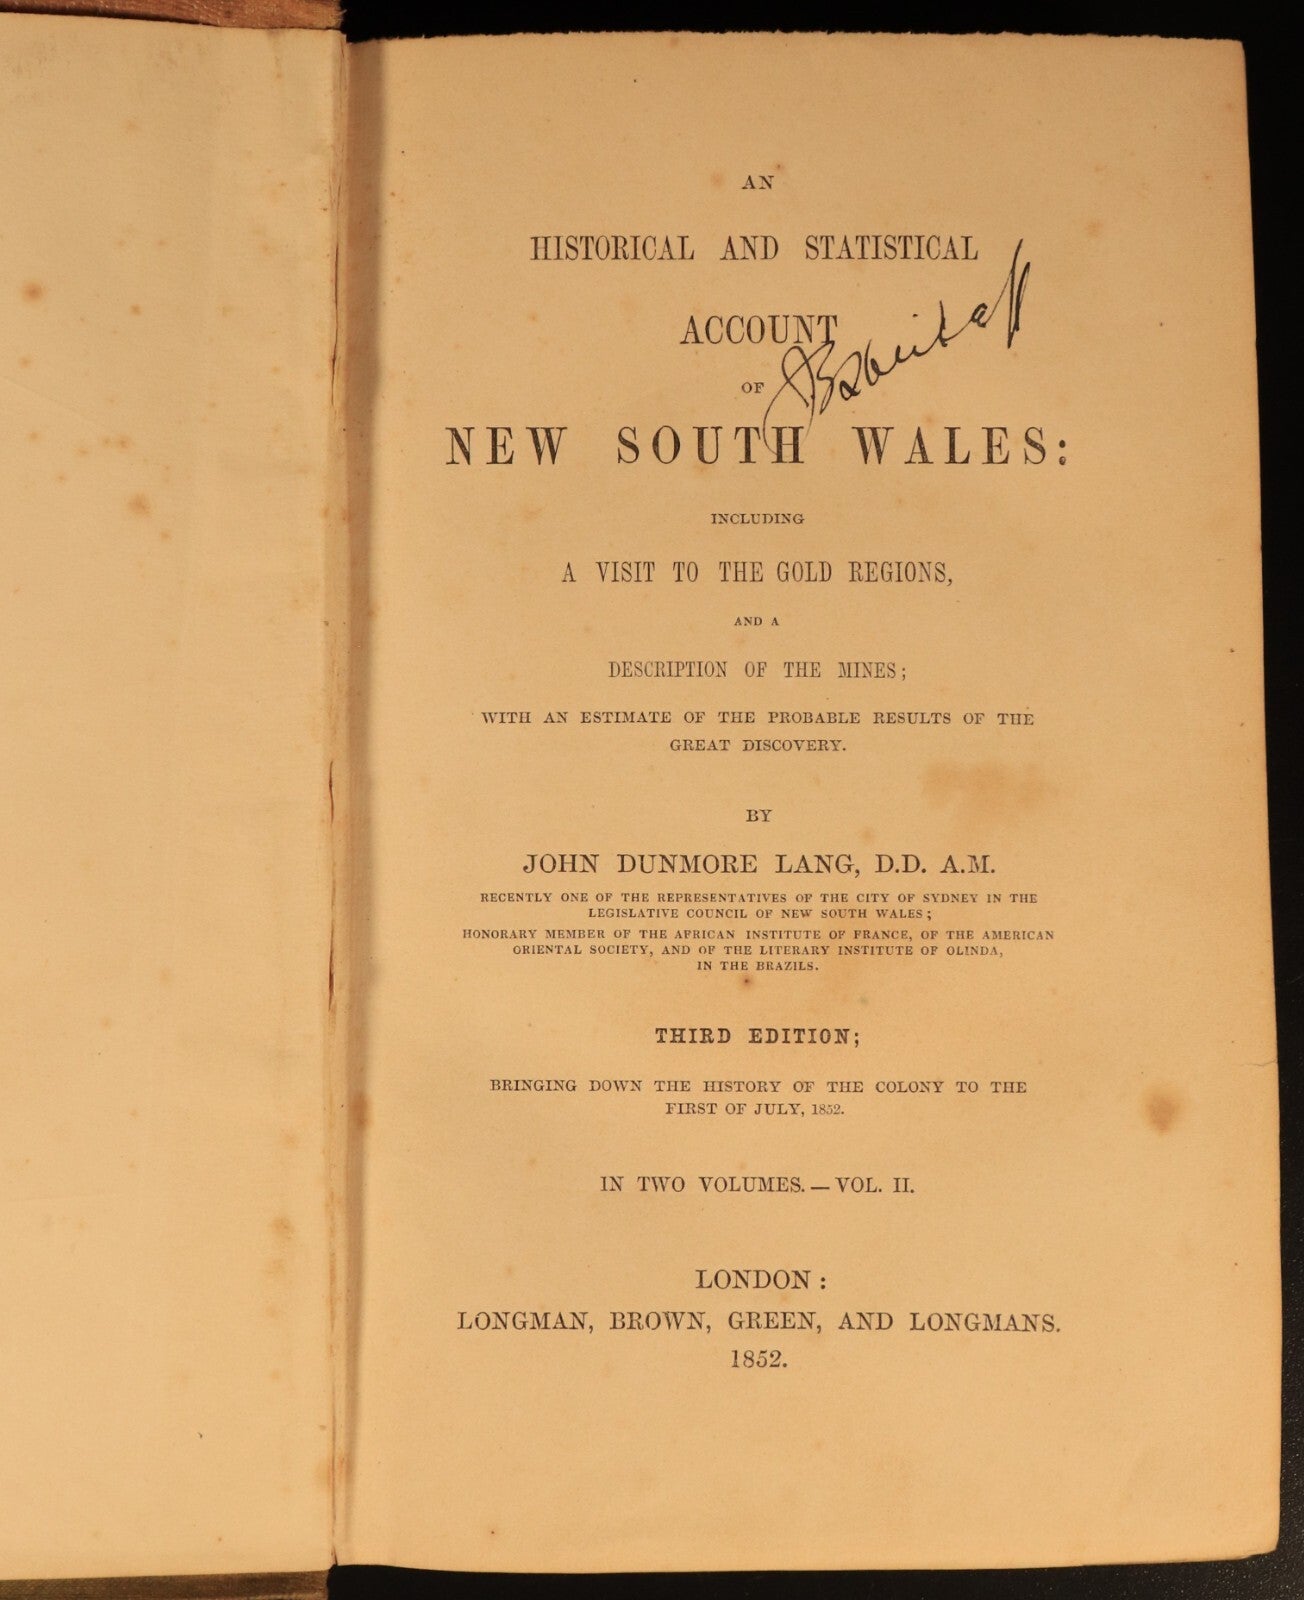 AN
HISTORICAL AND STATISTICAL
ACCOUNT
OF
NEW SOUTH WALES:
INCLUDING
A VISIT TO THE GOLD REGIONS,
AND A
DESCRIPTION OF THE MINES;
WITH AN ESTIMATE OF THE PROBABLE RESULTS OF THE
GREAT DISCOVERY.
BY
JOHN DUNMORE LANG, D.D. A.M.
RECENTLY ONE OF THE REPRESENTATIVES OF THE CITY OF SYDNEY IN THE
LEGISLATIVE COUNCIL OF NEW SOUTH WALES;
HONORARY MEMBER OF THE AFRICAN INSTITUTE OF FRANCE, OF THE AMERICAN
ORIENTAL SOCIETY, AND OF THE LITERARY INSTITUTE OF OLINDA,
IN THE BRAZILS.
THIRD EDITION;
BRINGING DOWN THE HISTORY OF THE COLONY TO THE
FIRST OF JULY, 1852.
IN TWO VOLUMES.—VOL. II.
LONDON:
LONGMAN, BROWN, GREEN, AND LONGMANS.
1852.